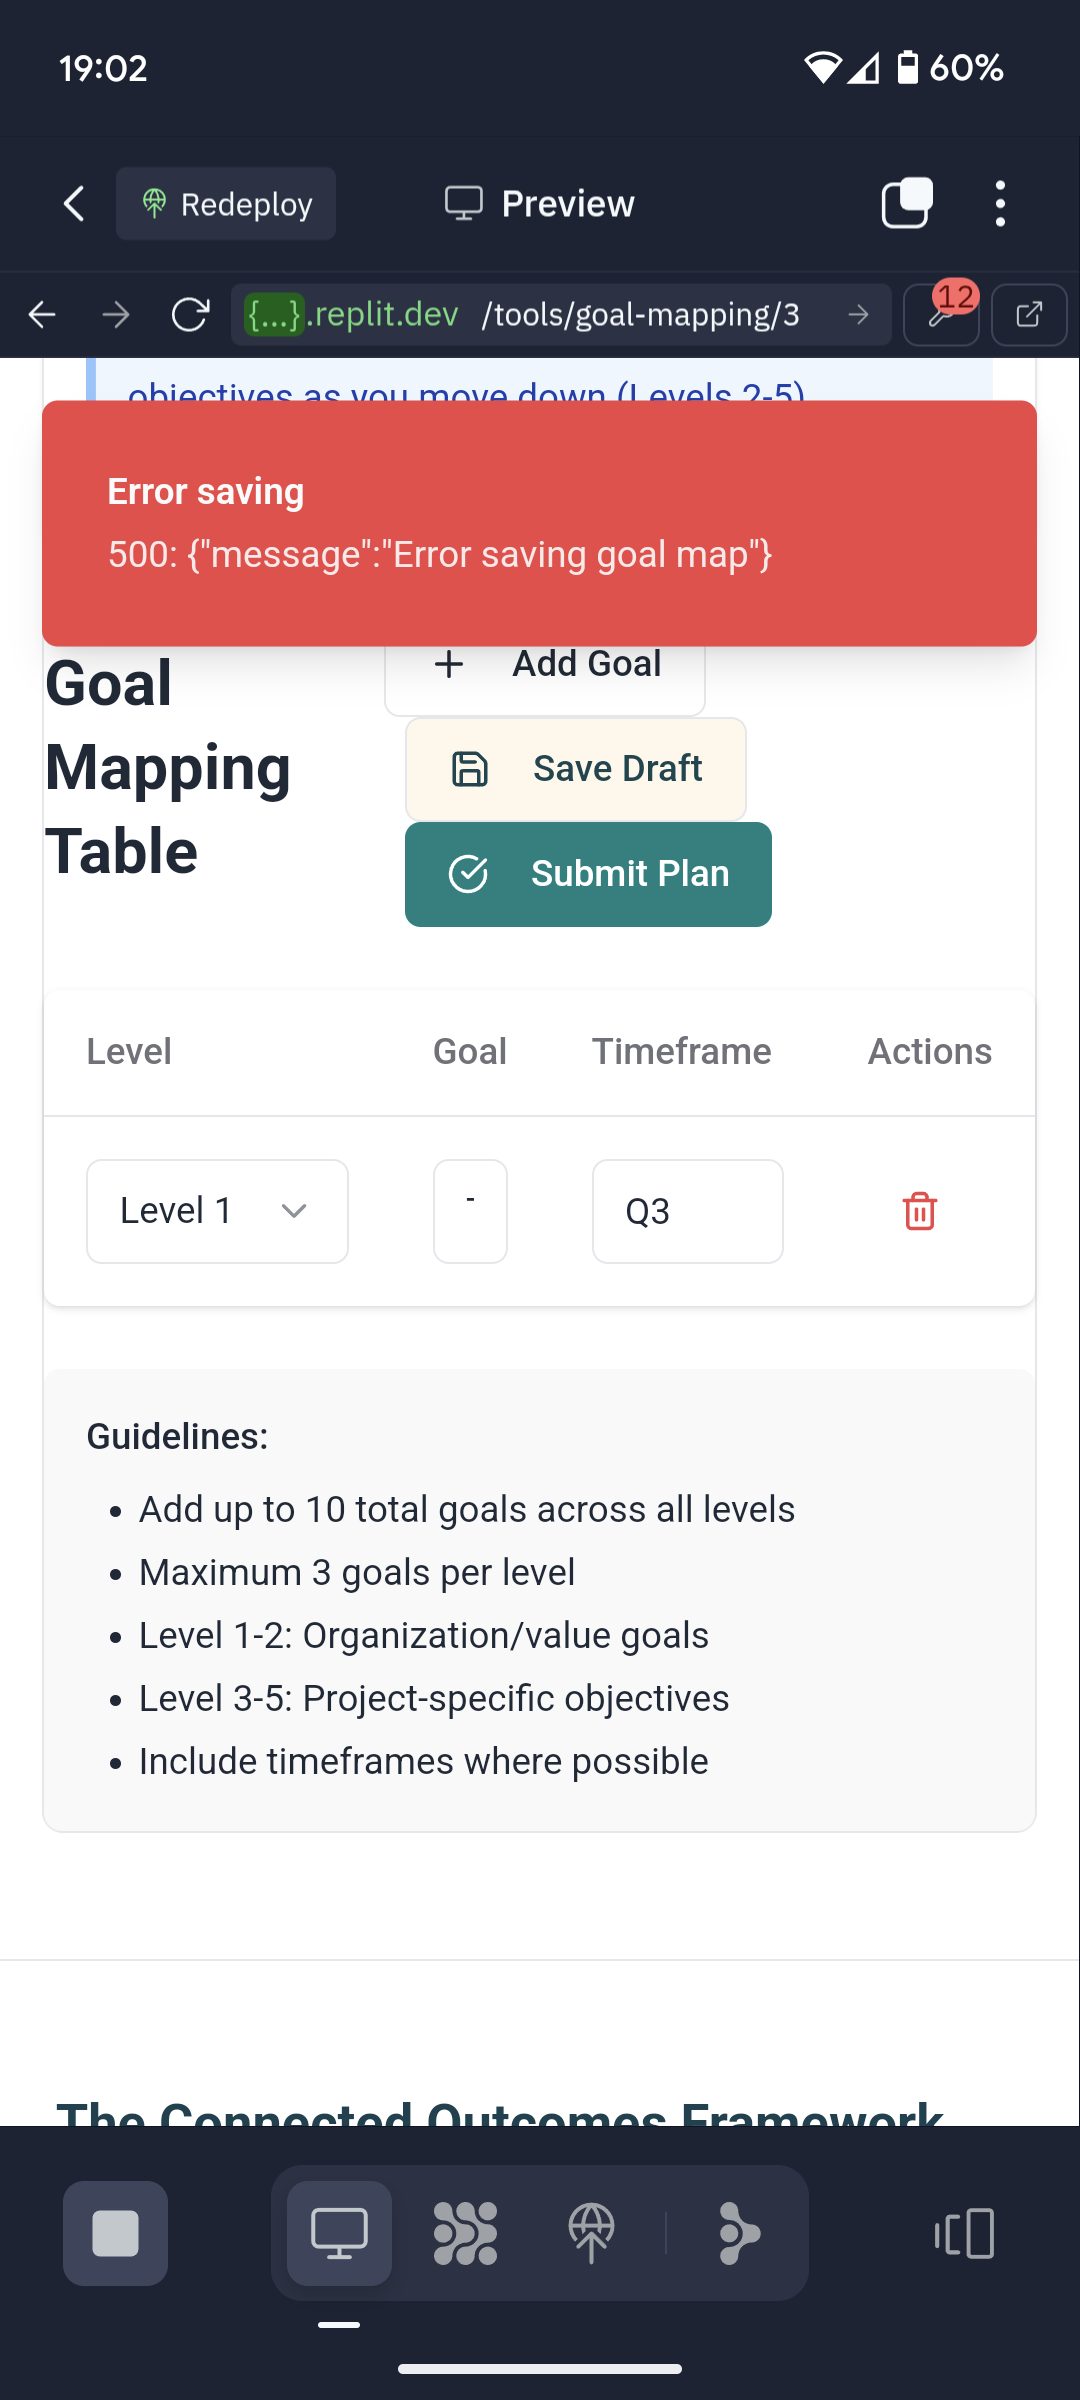 19:02
60%
Redeploy
Preview
{...}.replit.dev /tools/goal-mapping/3
12
objectives as you move down (Levels 2-5)
Error saving
500: {"message":"Error saving goal map"}
Goal
Mapping
Table
Add Goal
Save Draft
Submit Plan
Level Goal Timeframe Actions
Level 1 - Q3
Guidelines:
• Add up to 10 total goals across all levels
• Maximum 3 goals per level
• Level 1-2: Organization/value goals
• Level 3-5: Project-specific objectives
• Include timeframes where possible
The Connected Outcomes Framework